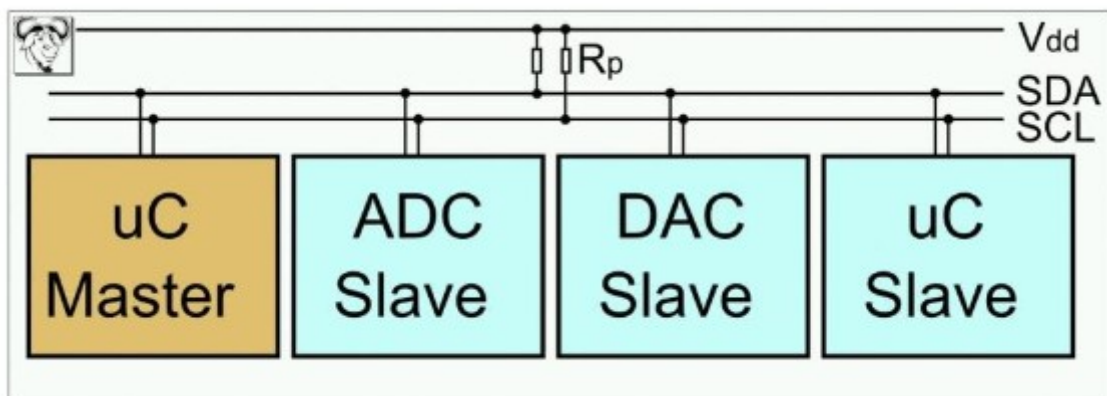 Vdd
Rp
SDA
SCL
uC
Master
ADC
Slave
DAC
Slave
uC
Slave